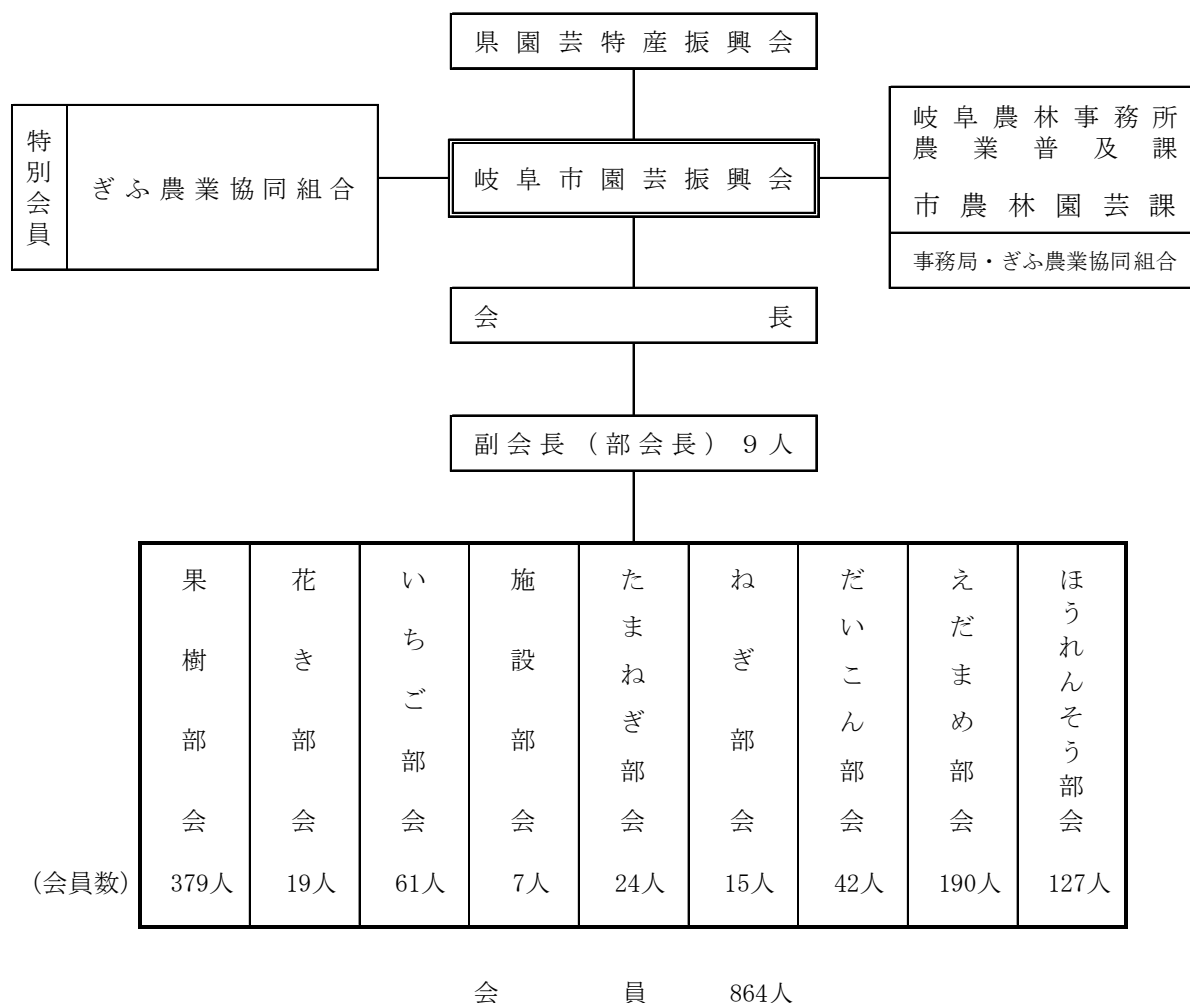 県園芸特産振興会
特別会員
ぎふ農業協同組合
岐阜市園芸振興会
岐阜農林事務所
農業普及課
市農林園芸課
事務局・ぎふ農業協同組合
会長
副会長（部会長）９人
果樹部会
花き部会
いちご部会
施設部会
たまねぎ部会
ねぎ部会
だいこん部会
えだまめ部会
ほうれんそう部会
(会員数) 379人 19人 61人 7人 24人 15人 42人 190人 127人
会員 864人